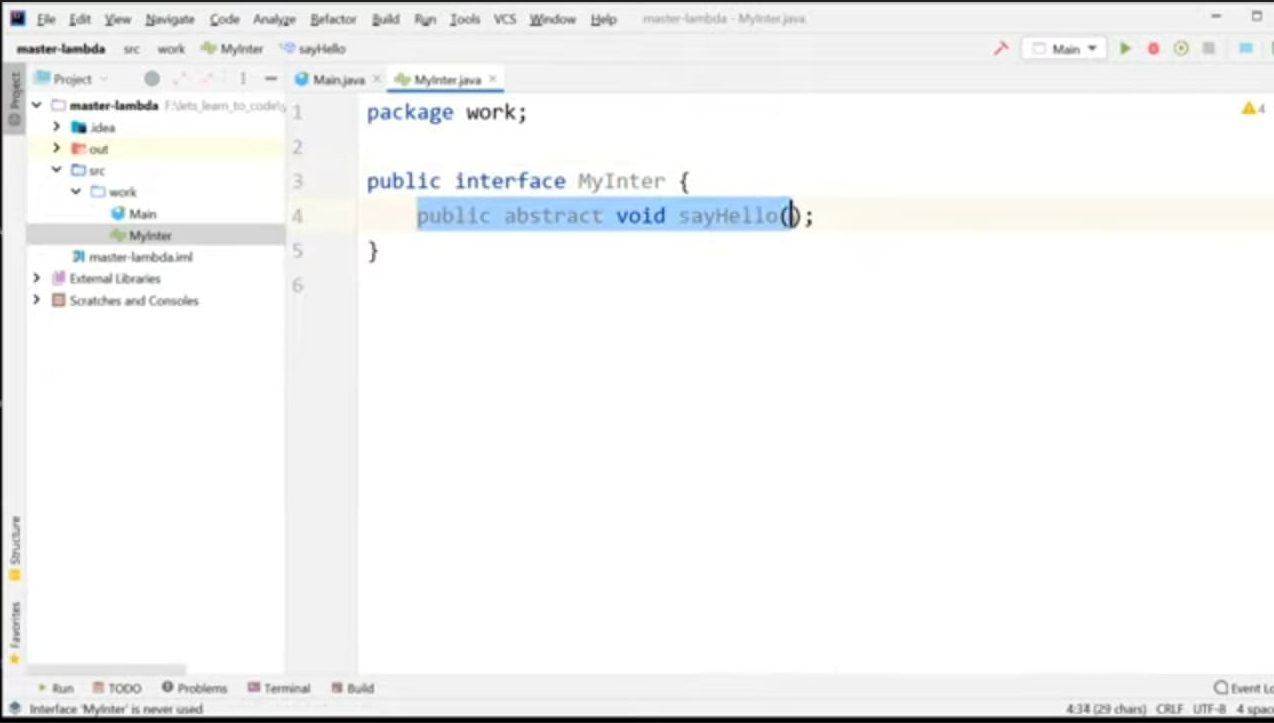 File Edit View Navigate Code Analyze Refactor Build Run Tools VCS Window Help master-lambda - MyInter.java
master-lambda src work MyInter sayHello Main
Project Main.java MyInter.java
Project
master-lambda
.idea
out
src
work
Main
MyInter
master-lambda.iml
External Libraries
Scratches and Consoles
1 package work;
2
3 public interface MyInter {
4 public abstract void sayHello();
5 }
6
4
Structure
Favorites
Run TODO Problems Terminal Build Event Lo
Interface 'MyInter' is never used 4:34 (29 chars) CRLF UTF-8 4 spac